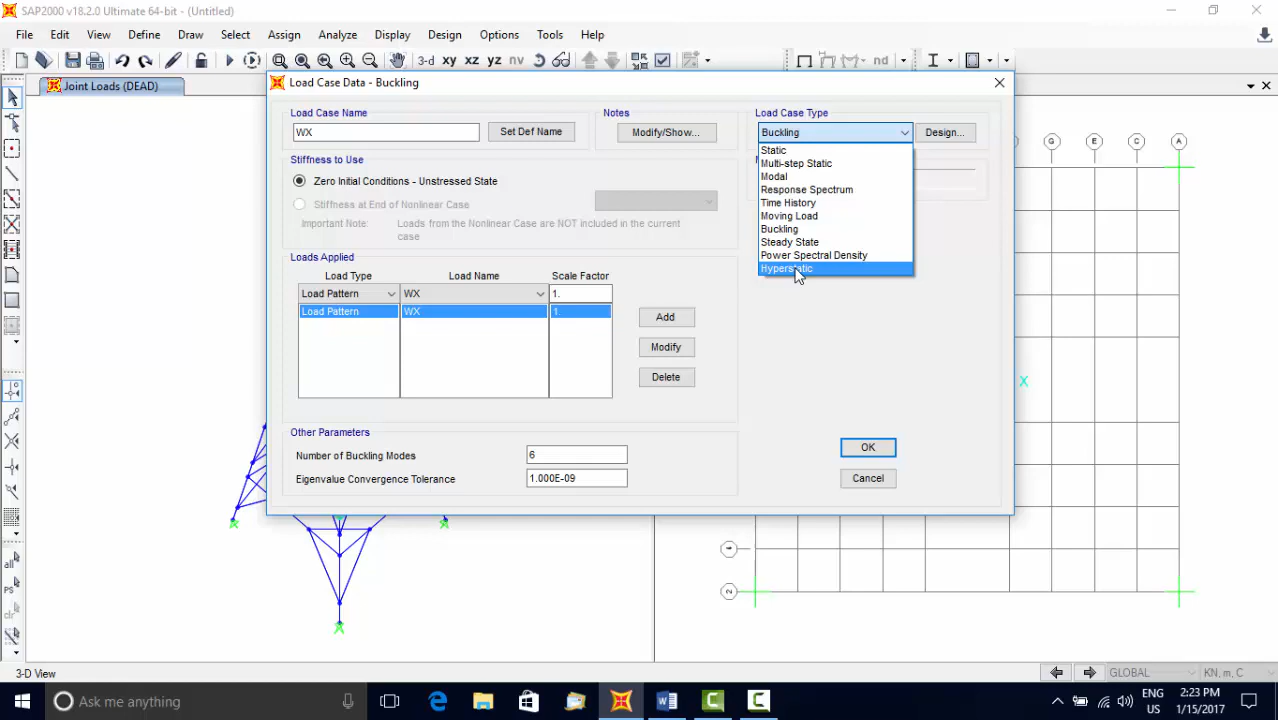 SAP2000 v18.2.0 Ultimate 64-bit - (Untitled)
File Edit View Define Draw Select Assign Analyze Display Design Options Tools Help
3-d xy xz yz nv nd
Joint Loads (DEAD)
Load Case Data - Buckling
Load Case Name
WX
Set Def Name
Notes
Modify/Show...
Load Case Type
Buckling
Design...
Static
Multi-step Static
Modal
Response Spectrum
Time History
Moving Load
Buckling
Steady State
Power Spectral Density
Hyperstatic
Stiffness to Use
Zero Initial Conditions - Unstressed State
Stiffness at End of Nonlinear Case
Important Note: Loads from the Nonlinear Case are NOT included in the current
case
Loads Applied
Load Type Load Name Scale Factor
Load Pattern WX 1.
Load Pattern WX 1.
Add
Modify
Delete
Other Parameters
Number of Buckling Modes 6
Eigenvalue Convergence Tolerance 1.000E-09
OK
Cancel
G E C A
X
2
all
PS
clr
3-D View
GLOBAL
KN, m, C
Ask me anything
ENG
US
2:23 PM
1/15/2017